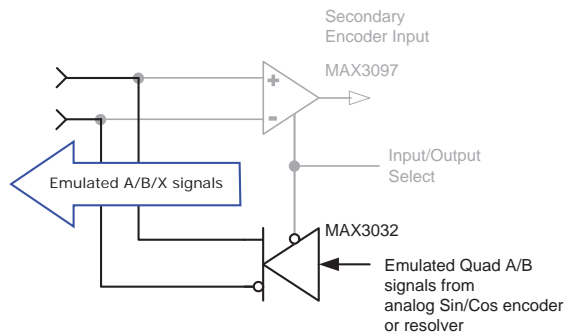 Secondary
Encoder Input
MAX3097
+
-
Input/Output
Select
Emulated A/B/X signals
MAX3032
Emulated Quad A/B
signals from
analog Sin/Cos encoder
or resolver